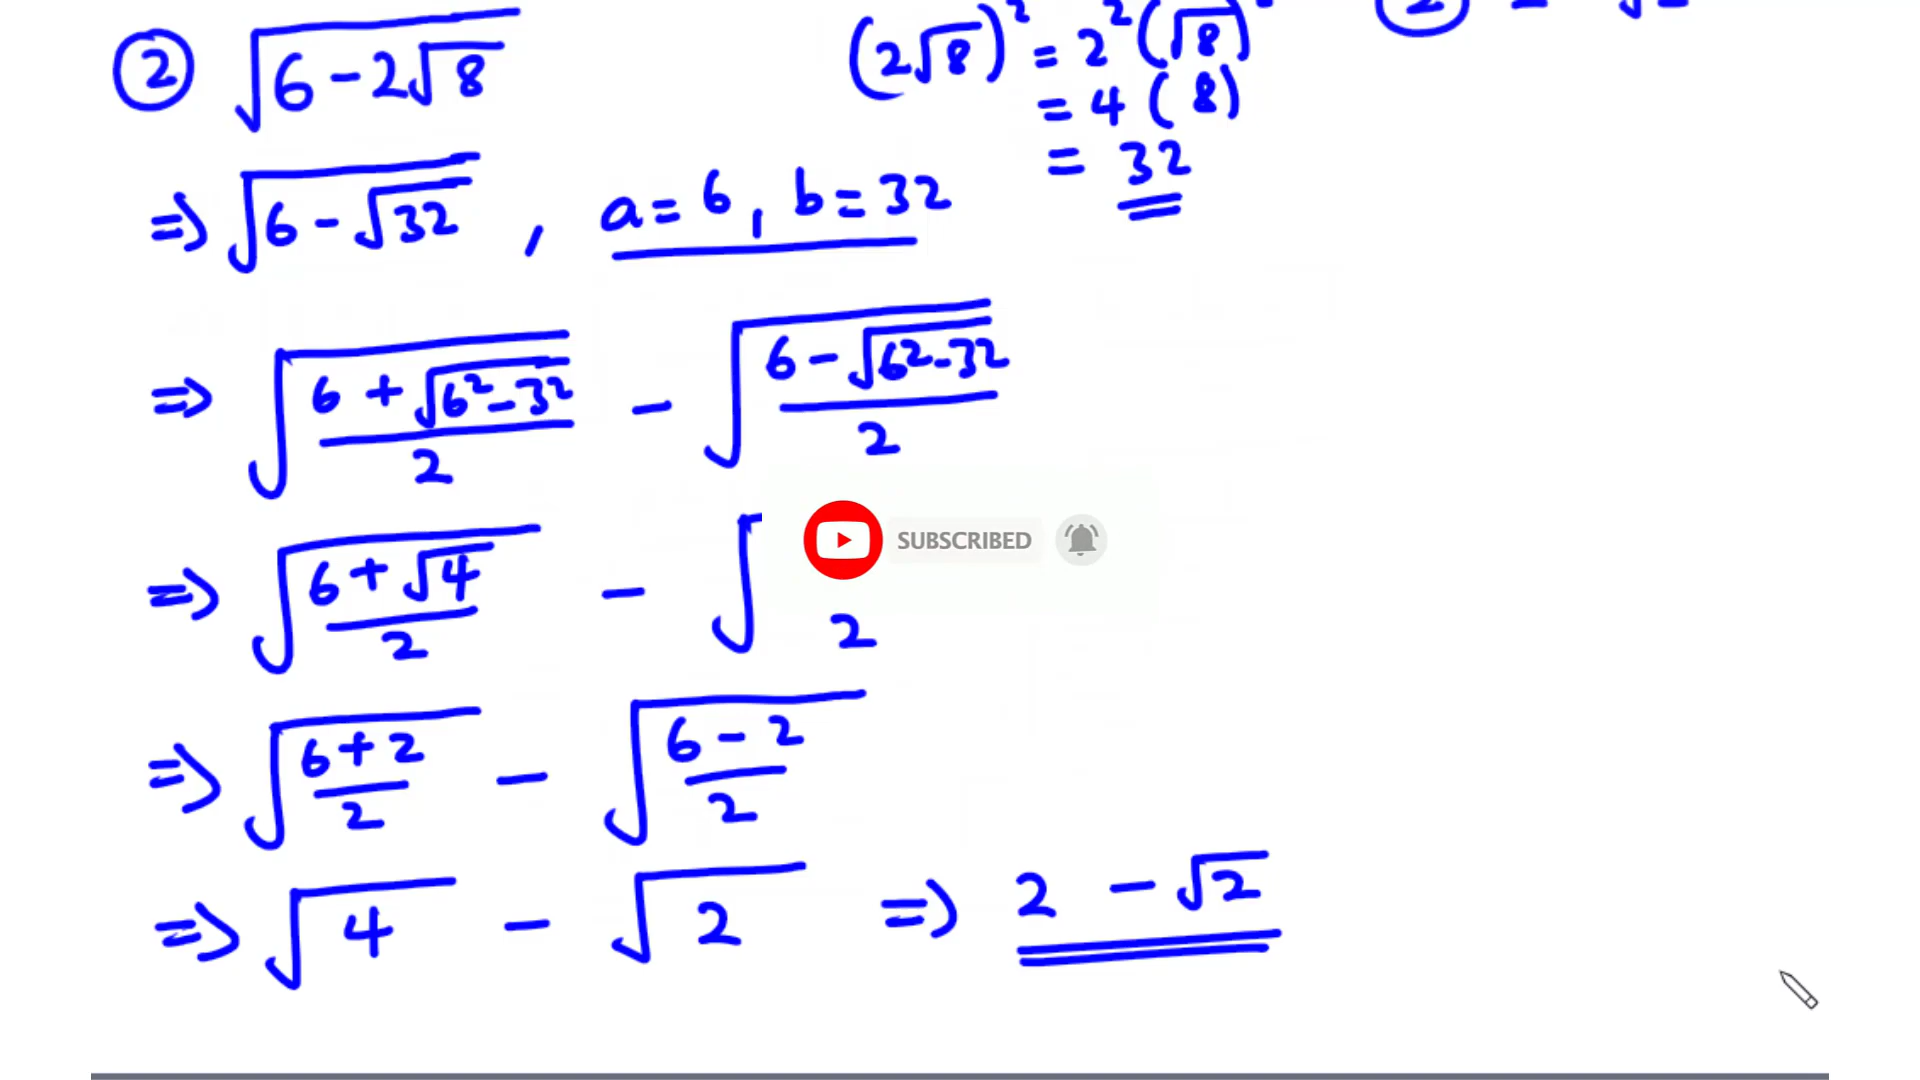 ② √(6 - 2√8)
(2√8)² = 2²(√8)²
= 4(8)
= 32
⇒ √(6 - √32) , a = 6, b = 32
⇒ √((6 + √(6² - 32))/2) - √((6 - √(6² - 32))/2)
SUBSCRIBED
⇒ √((6 + √4)/2) - √( 2
⇒ √((6 + 2)/2) - √((6 - 2)/2)
⇒ √4 - √2 ⇒ 2 - √2